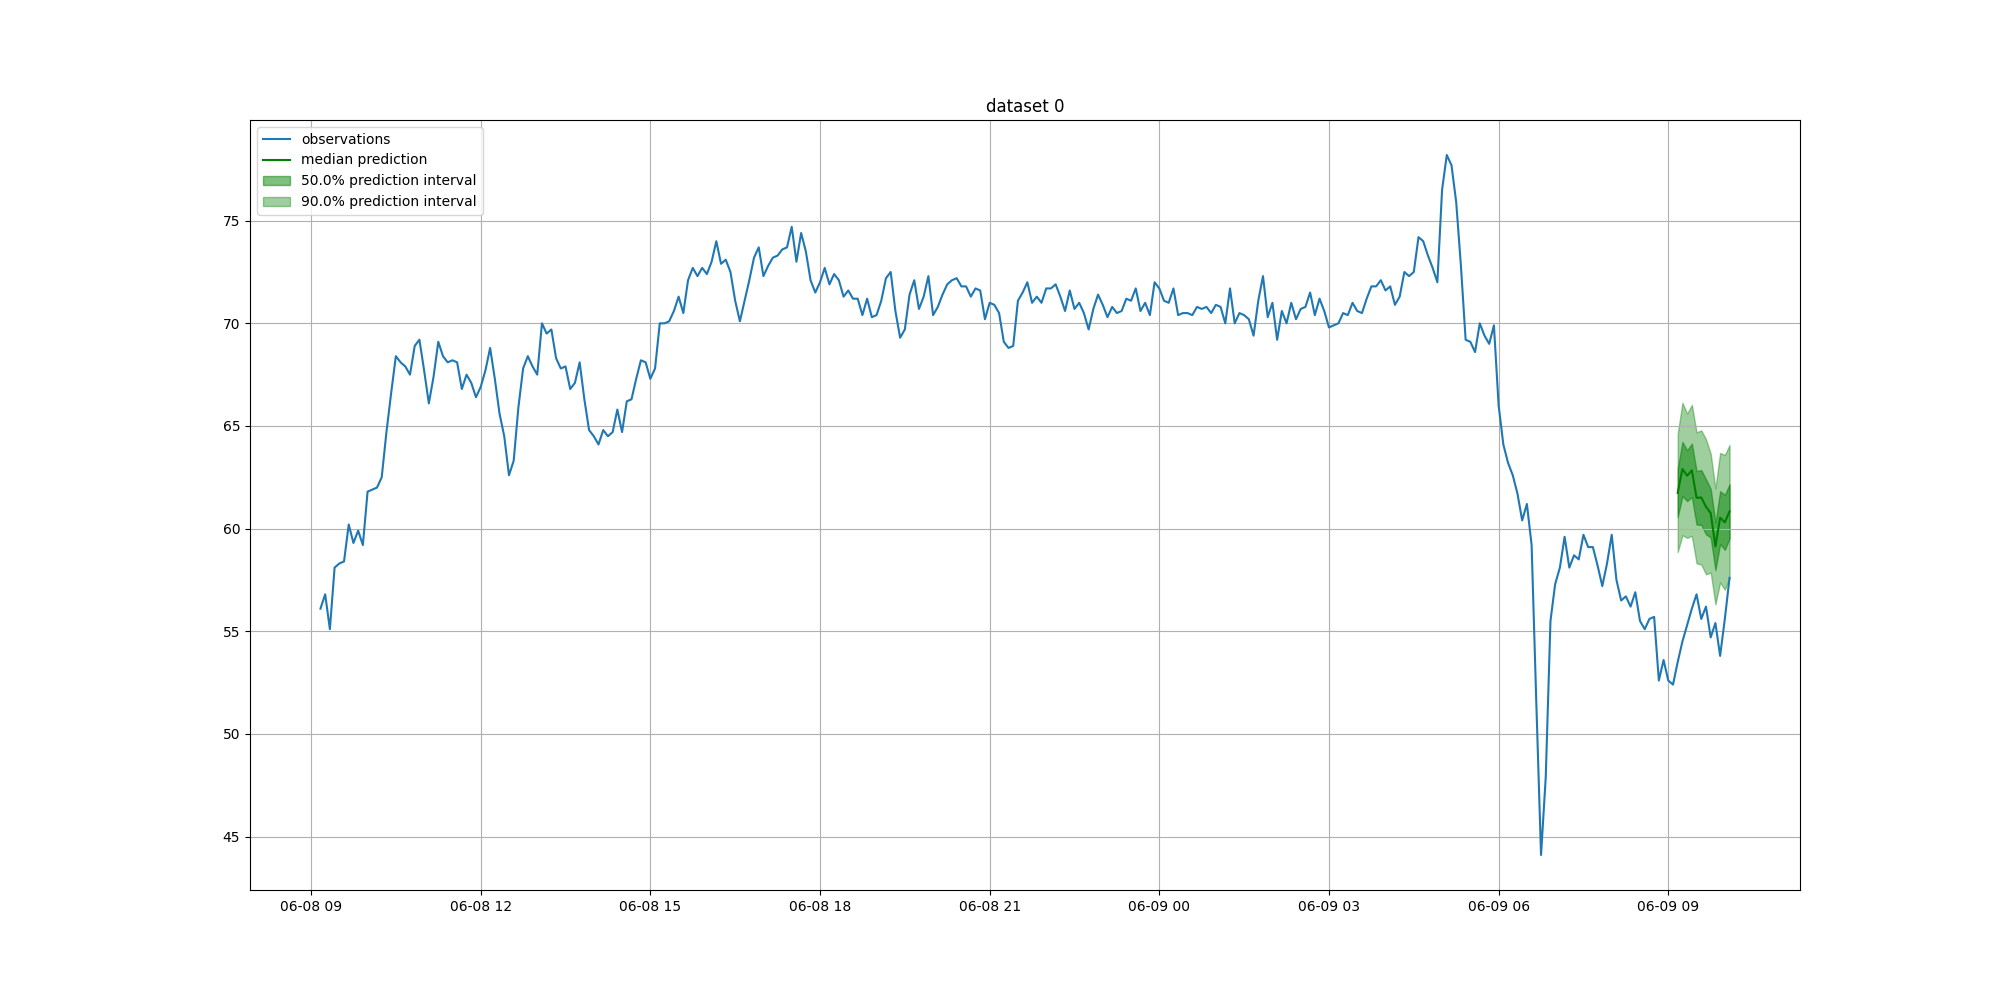 dataset 0
observations
median prediction
50.0% prediction interval
90.0% prediction interval
75
70
65
60
55
50
45
06-08 09 06-08 12 06-08 15 06-08 18 06-08 21 06-09 00 06-09 03 06-09 06 06-09 09